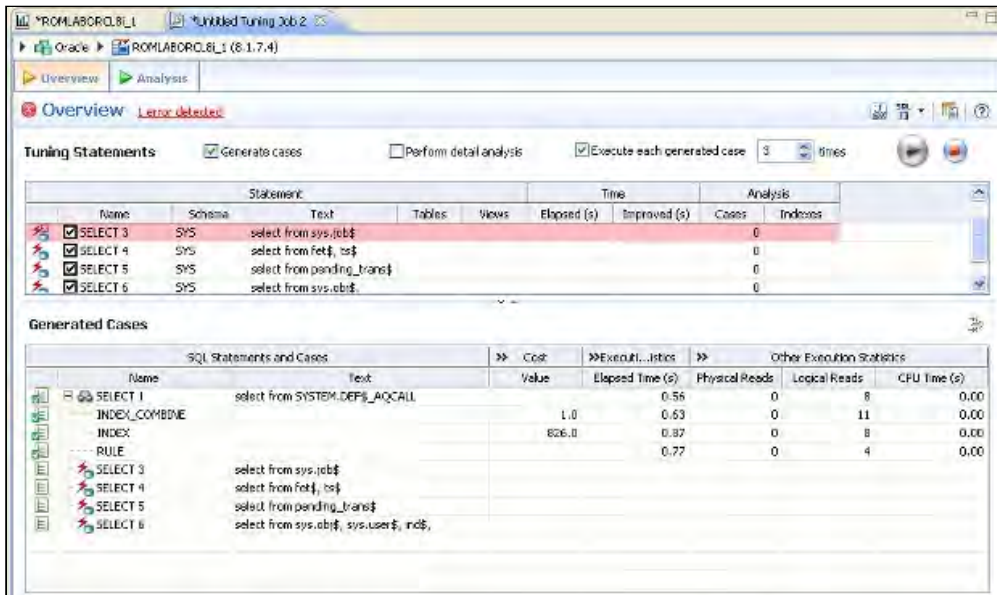 *ROMLABORCL8i_1 *Untitled Tuning Job 2
Oracle ROMLABORCL8i_1 (8.1.7.4)
Overview Analysis
Overview 1 error detected
Tuning Statements Generate cases Perform detail analysis Execute each generated case 3 times
Statement Time Analysis
Name Schema Text Tables Views Elapsed (s) Improved (s) Cases Indexes
SELECT 3 SYS select from sys.job$ 0
SELECT 4 SYS select from fet$, ts$ 0
SELECT 5 SYS select from pending_trans$ 0
SELECT 6 SYS select from sys.obj$, 0
Generated Cases
SQL Statements and Cases » Cost »Executi...istics » Other Execution Statistics
Name Text Value Elapsed Time (s) Physical Reads Logical Reads CPU Time (s)
SELECT 1 select from SYSTEM.DEF$_AQCALL 0.56 0 8 0.00
INDEX_COMBINE 1.0 0.63 0 11 0.00
INDEX 826.0 0.87 0 8 0.00
RULE 0.77 0 4 0.00
SELECT 3 select from sys.job$
SELECT 4 select from fet$, ts$
SELECT 5 select from pending_trans$
SELECT 6 select from sys.obj$, sys.user$, ind$,